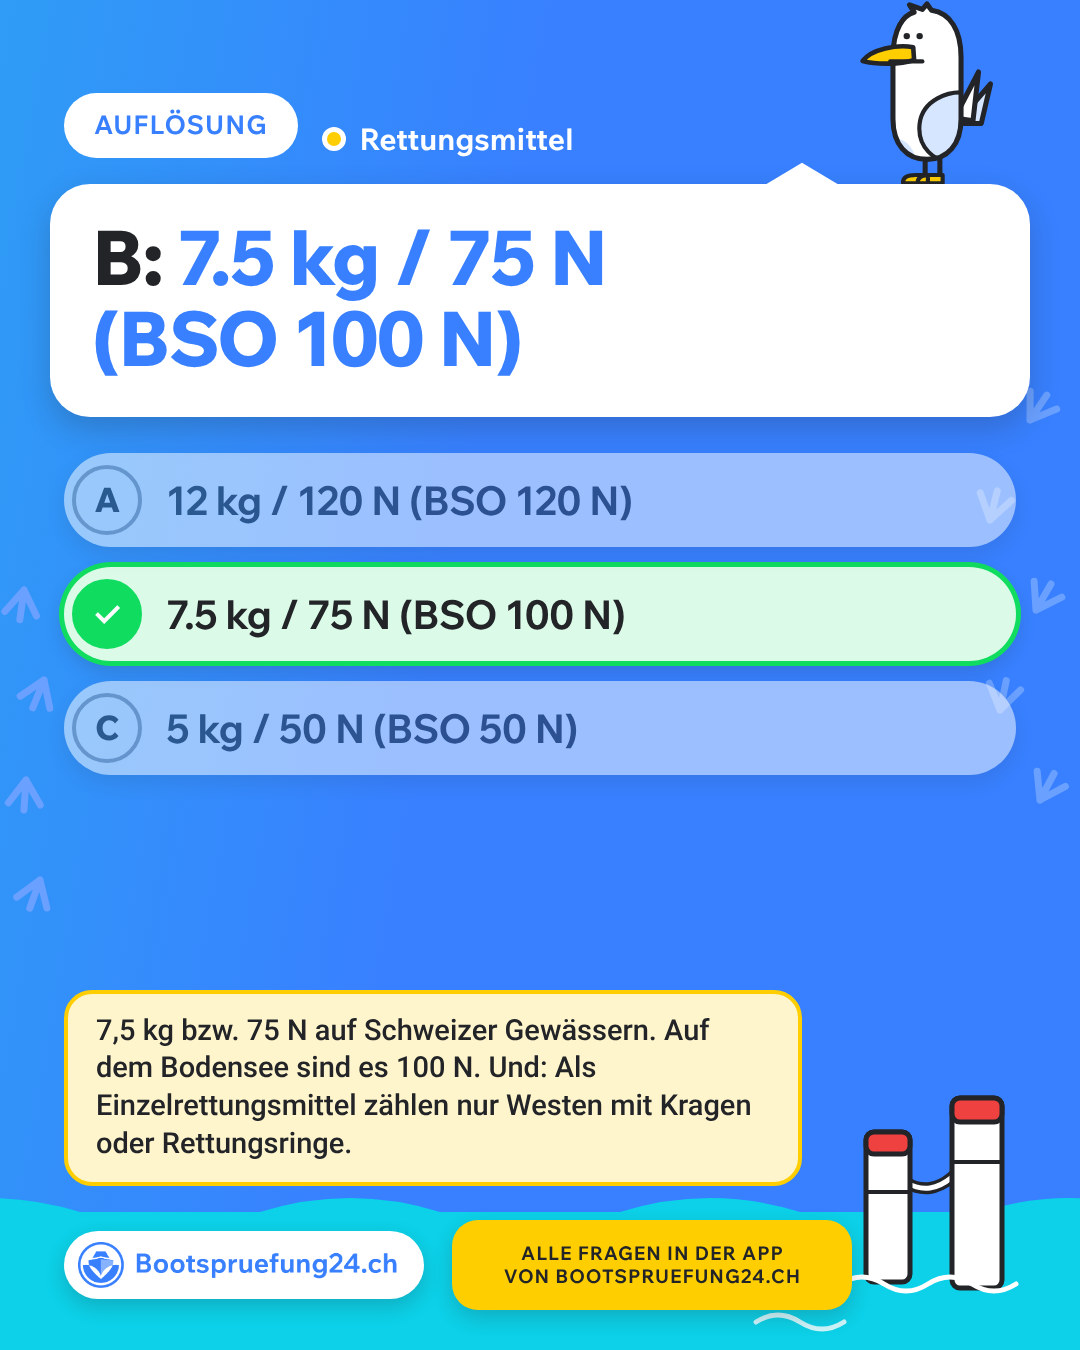 AUFLÖSUNG
Rettungsmittel
B: 7.5 kg / 75 N
(BSO 100 N)
A 12 kg / 120 N (BSO 120 N)
7.5 kg / 75 N (BSO 100 N)
C 5 kg / 50 N (BSO 50 N)
7,5 kg bzw. 75 N auf Schweizer Gewässern. Auf
dem Bodensee sind es 100 N. Und: Als
Einzelrettungsmittel zählen nur Westen mit Kragen
oder Rettungsringe.
Bootspruefung24.ch
ALLE FRAGEN IN DER APP
VON BOOTSPRUEFUNG24.CH